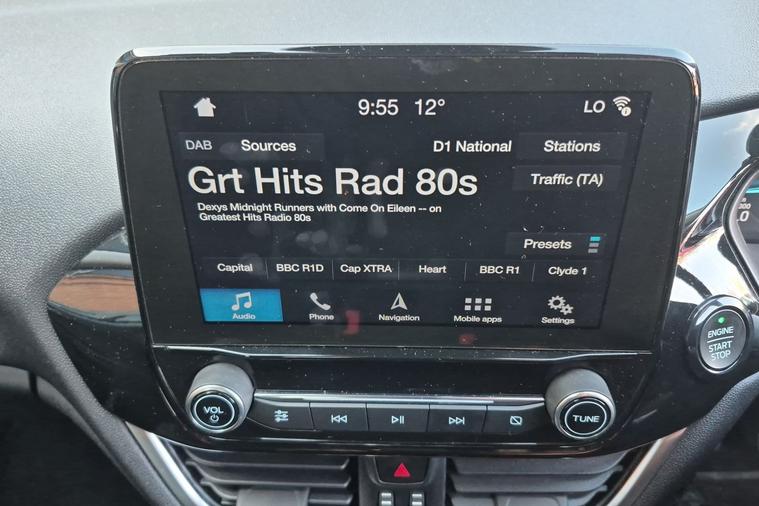 9:55 12° LO
DAB Sources D1 National Stations
Grt Hits Rad 80s
Traffic (TA)
Dexys Midnight Runners with Come On Eileen -- on
Greatest Hits Radio 80s
Presets
Capital BBC R1D Cap XTRA Heart BBC R1 Clyde 1
Audio Phone Navigation Mobile apps Settings
ENGINE
START
STOP
VOL
TUNE
300